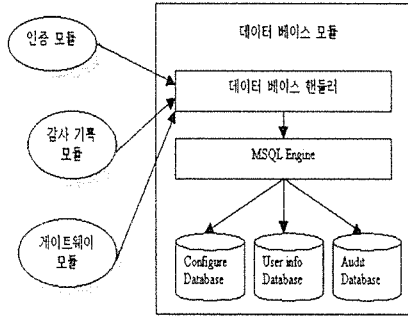 인증 모듈
감사 기록
모듈
게이트웨이
모듈
데이터 베이스 모듈
데이터 베이스 핸들러
MSQL Engine
Configure
Database
User info
Database
Audit
Database